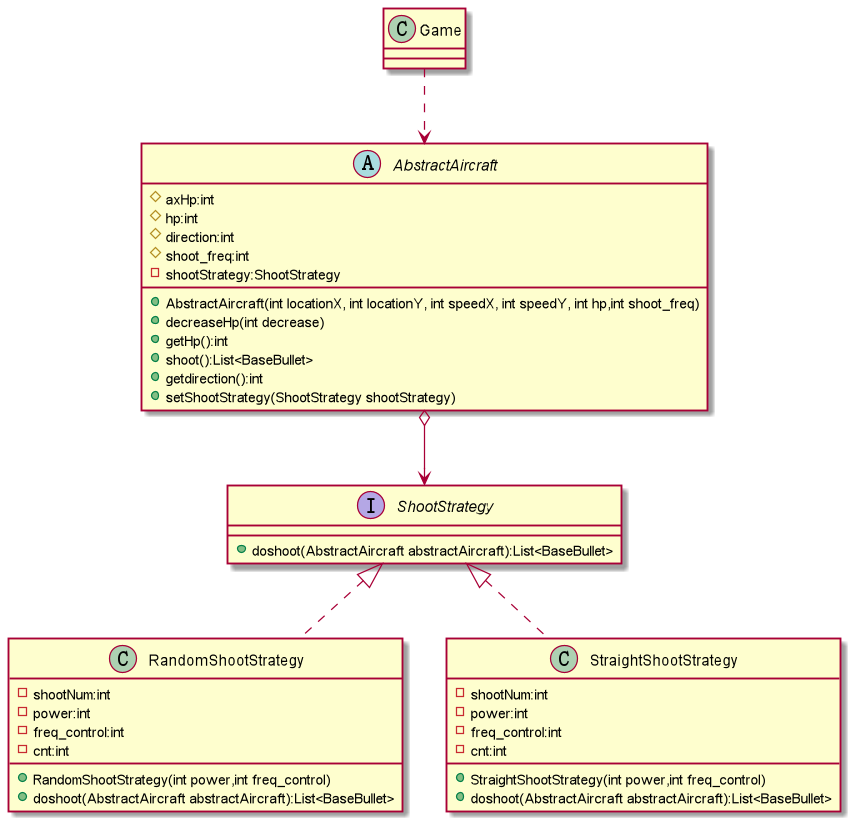 C Game
A AbstractAircraft
axHp:int
hp:int
direction:int
shoot_freq:int
shootStrategy:ShootStrategy
AbstractAircraft(int locationX, int locationY, int speedX, int speedY, int hp,int shoot_freq)
decreaseHp(int decrease)
getHp():int
shoot():List<BaseBullet>
getdirection():int
setShootStrategy(ShootStrategy shootStrategy)
I ShootStrategy
doshoot(AbstractAircraft abstractAircraft):List<BaseBullet>
C RandomShootStrategy
shootNum:int
power:int
freq_control:int
cnt:int
RandomShootStrategy(int power,int freq_control)
doshoot(AbstractAircraft abstractAircraft):List<BaseBullet>
C StraightShootStrategy
shootNum:int
power:int
freq_control:int
cnt:int
StraightShootStrategy(int power,int freq_control)
doshoot(AbstractAircraft abstractAircraft):List<BaseBullet>